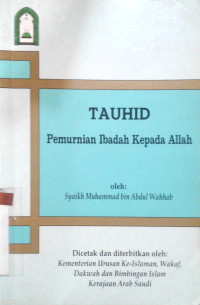 TAUHID
Pemurnian Ibadah Kepada Allah
oleh:
Syaikh Muhammad bin Abdul Wahhab
Dicetak dan diterbitkan oleh:
Kementerian Urusan Ke-Islaman, Wakaf,
Dakwah dan Bimbingan Islam
Kerajaan Arab Saudi